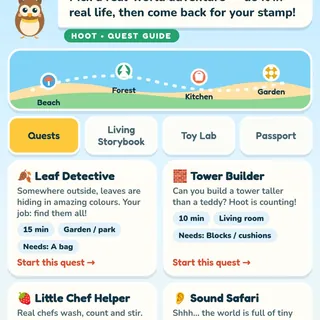 real life, then come back for your stamp!
HOOT • QUEST GUIDE
Beach
Forest
Kitchen
Garden
Quests
Living
Storybook
Toy Lab
Passport
🍂 Leaf Detective
Somewhere outside, leaves are
hiding in amazing colours. Your
job: find them all!
15 min
Garden / park
Needs: A bag
Start this quest →
🧱 Tower Builder
Can you build a tower taller
than a teddy? Hoot is counting!
10 min
Living room
Needs: Blocks / cushions
Start this quest →
🍓 Little Chef Helper
Real chefs wash, count and stir.
👂 Sound Safari
Shhh... the world is full of tiny